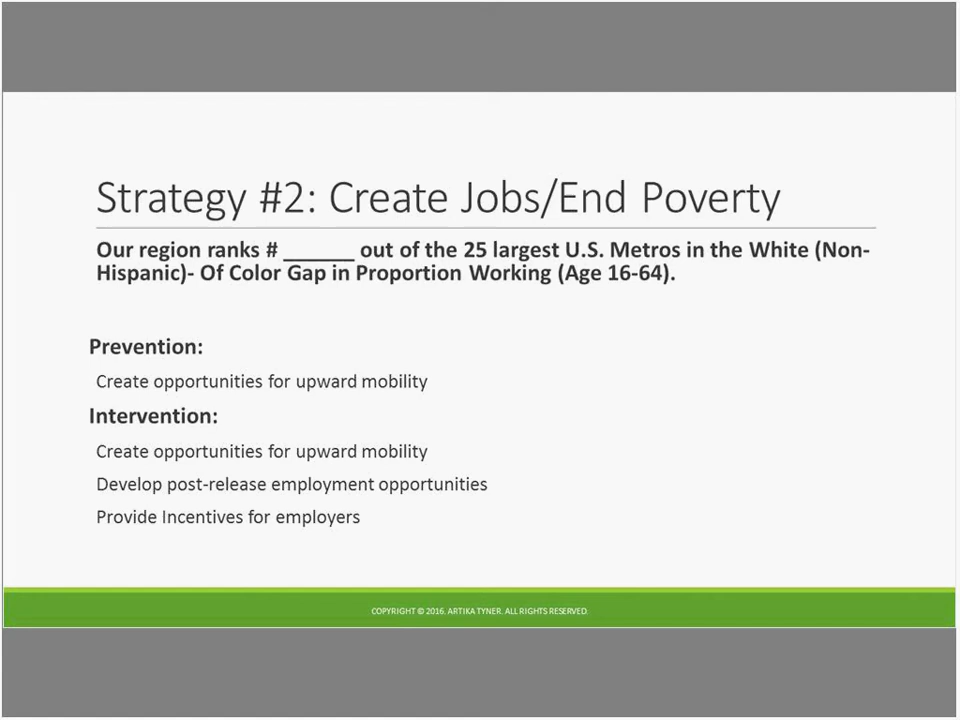 Strategy #2: Create Jobs/End Poverty
Our region ranks # ______ out of the 25 largest U.S. Metros in the White (Non-
Hispanic)- Of Color Gap in Proportion Working (Age 16-64).
Prevention:
Create opportunities for upward mobility
Intervention:
Create opportunities for upward mobility
Develop post-release employment opportunities
Provide Incentives for employers
COPYRIGHT © 2016. ARTIKA TYNER. ALL RIGHTS RESERVED.